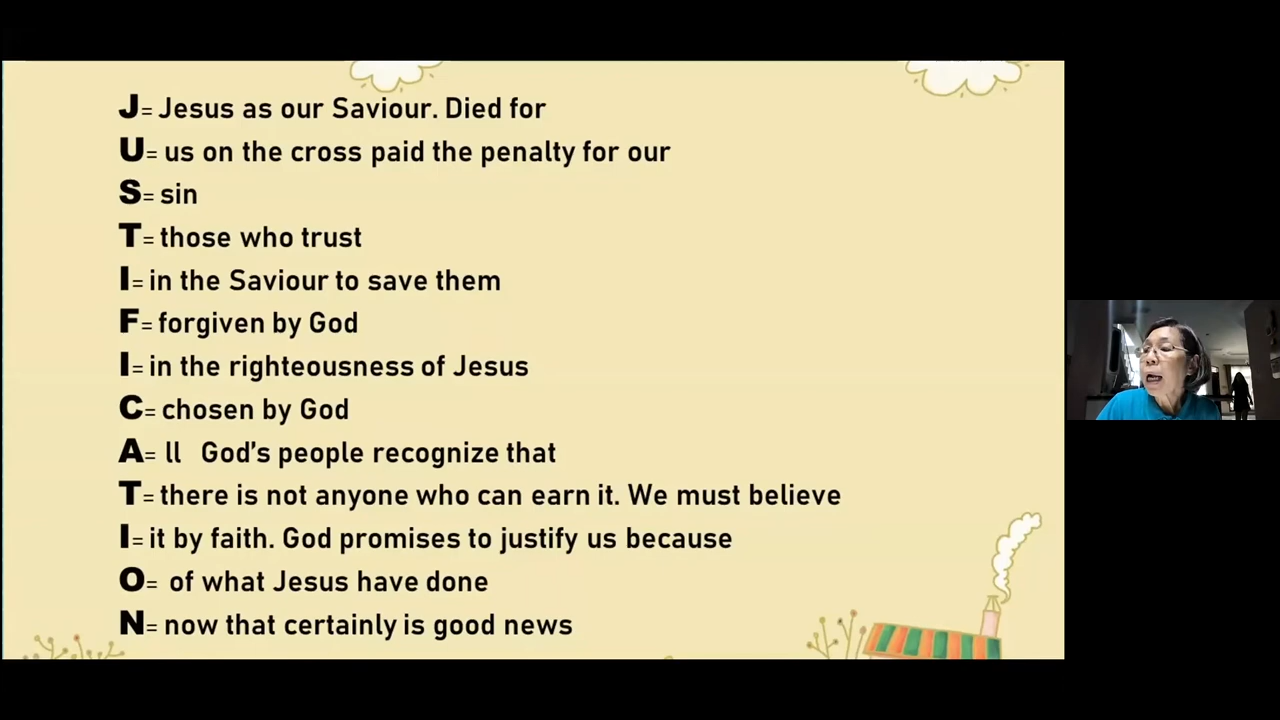 J= Jesus as our Saviour. Died for
U= us on the cross paid the penalty for our
S= sin
T= those who trust
I= in the Saviour to save them
F= forgiven by God
I= in the righteousness of Jesus
C= chosen by God
A= ll God's people recognize that
T= there is not anyone who can earn it. We must believe
I= it by faith. God promises to justify us because
O= of what Jesus have done
N= now that certainly is good news